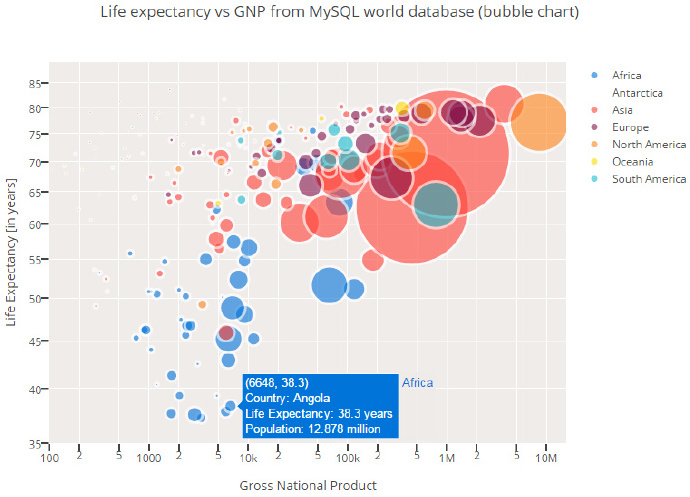 Life expectancy vs GNP from MySQL world database (bubble chart)
Life Expectancy [in years]
85
80
75
70
65
60
55
50
45
40
35
Africa
Antarctica
Asia
Europe
North America
Oceania
South America
(6648, 38.3)
Country: Angola
Life Expectancy: 38.3 years
Population: 12.878 million
Africa
100 2 5 1000 2 5 10k 2 5 100k 2 5 1M 2 5 10M
Gross National Product